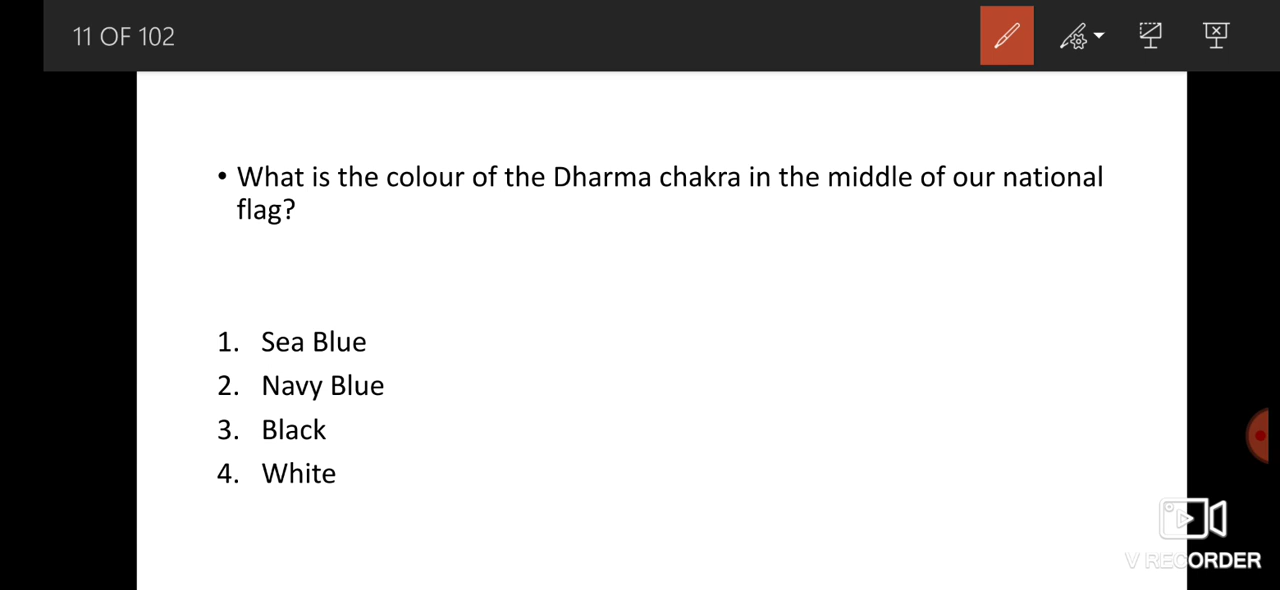 11 OF 102
• What is the colour of the Dharma chakra in the middle of our national
flag?
1. Sea Blue
2. Navy Blue
3. Black
4. White
V RECORDER